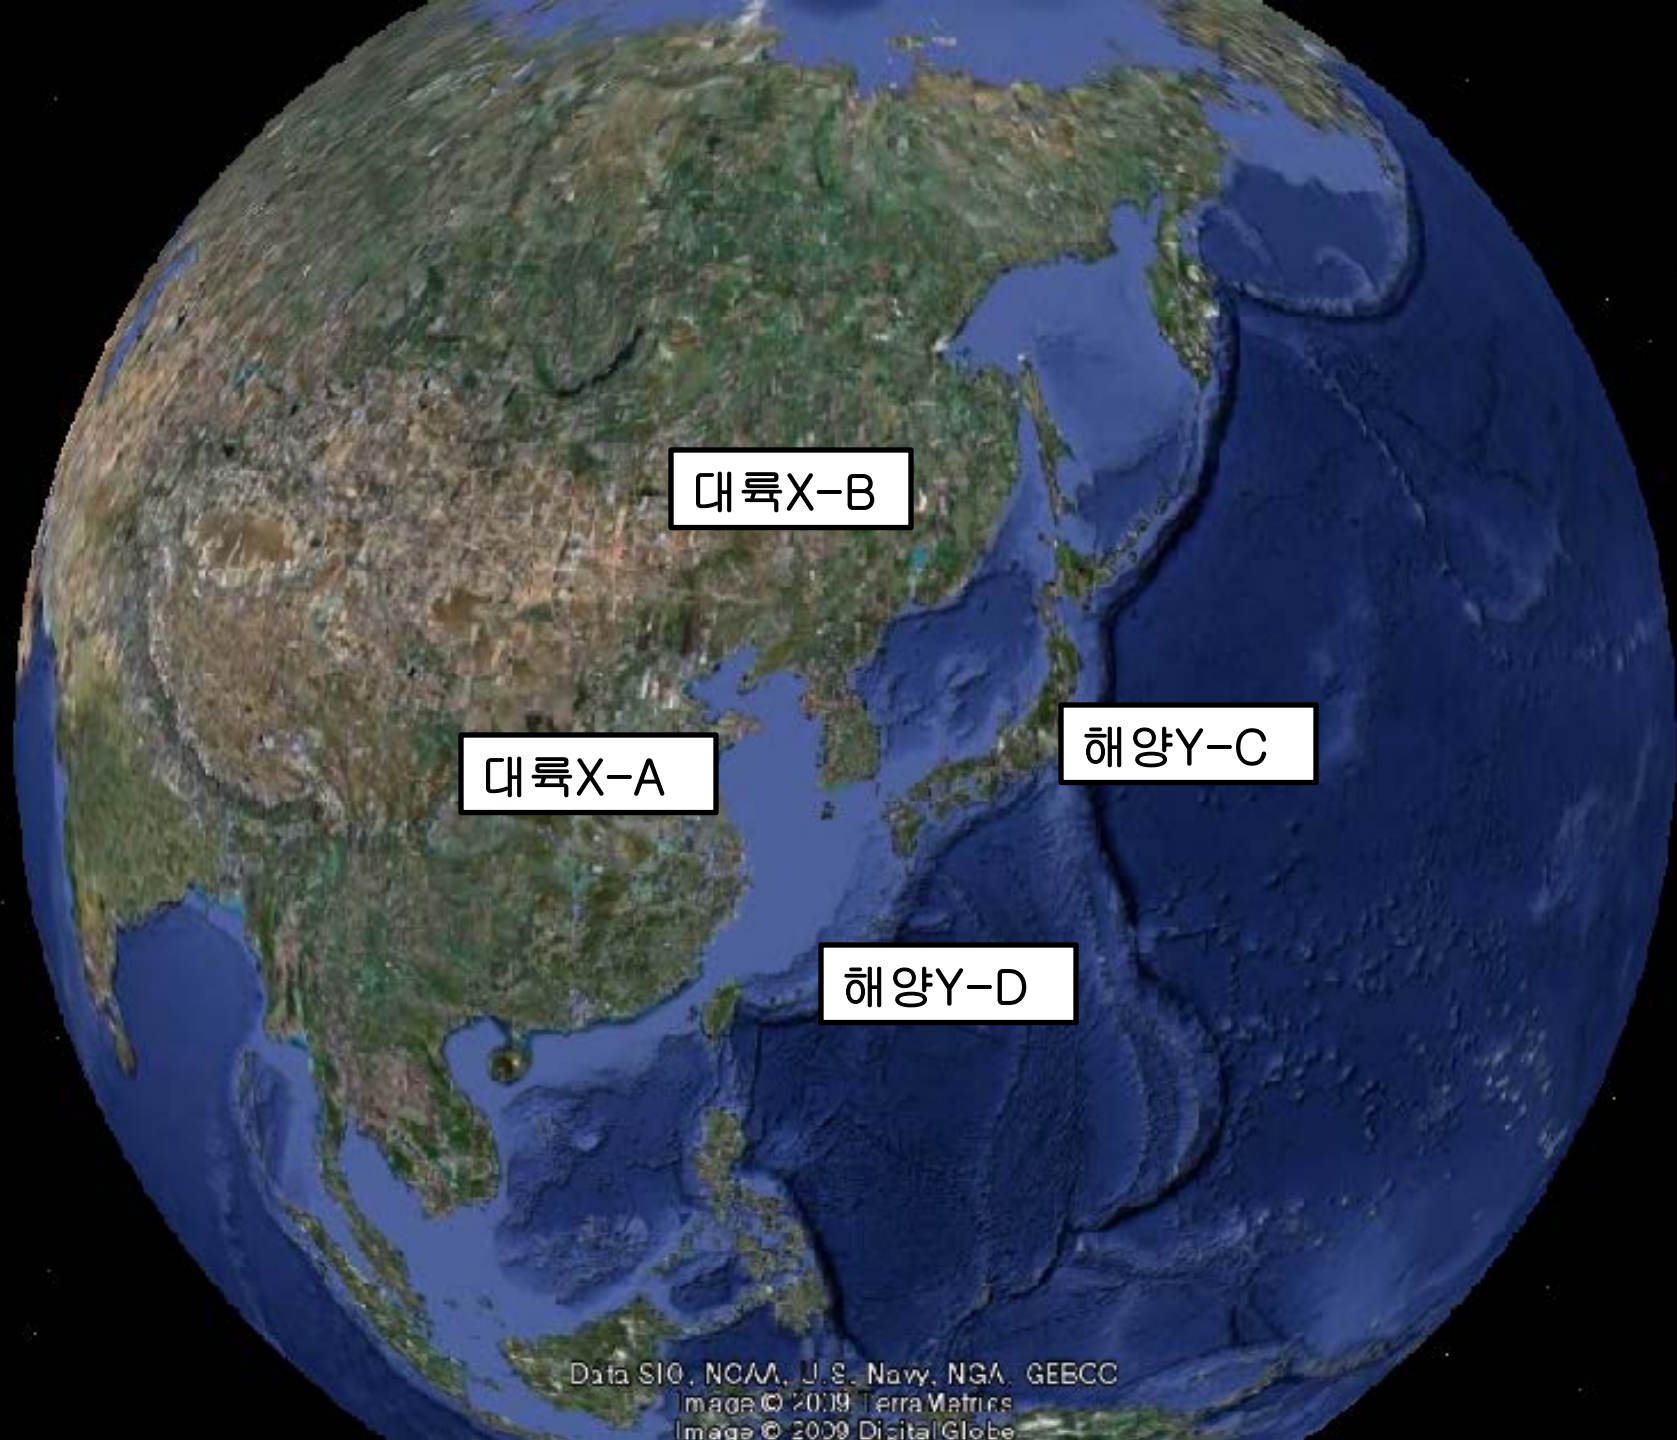 대륙X-B
해양Y-C
대륙X-A
해양Y-D
Data SIO, NOAA, U.S. Navy, NGA, GEBCO
Image © 2009 TerraMetrics
Image © 2009 DigitalGlobe